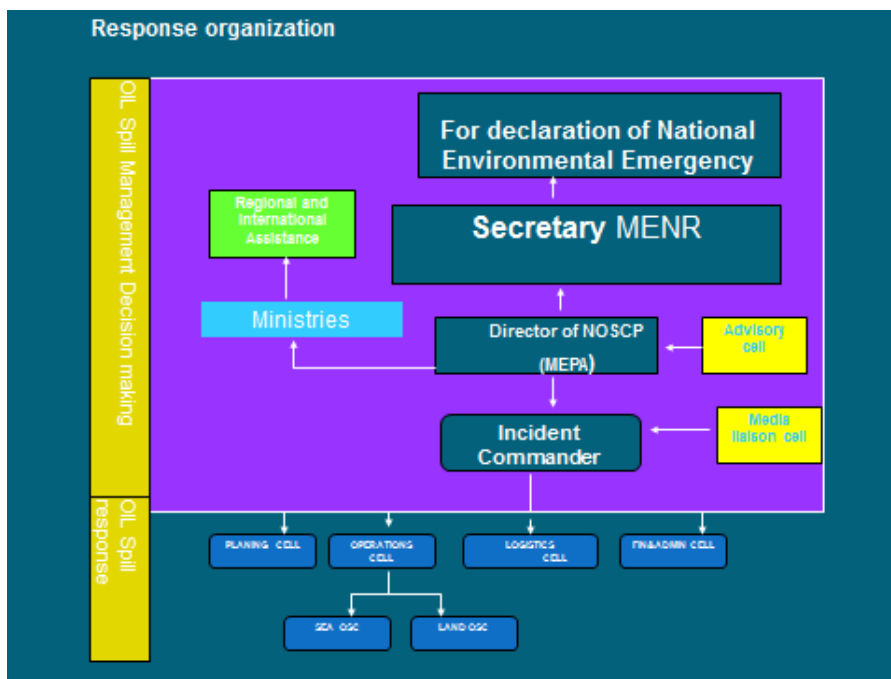 Response organization
OIL Spill Management Decision making
For declaration of National
Environmental Emergency
Regional and
International
Assistance
Secretary MENR
Ministries
Director of NOSCP
(MEPA)
Advisory
cell
Incident
Commander
Media
liaison cell
OIL Spill
response
PLANING CELL
OPERATIONS
CELL
LOGISTICS
CELL
FIN&ADMIN CELL
SEA OSC
LAND OSC